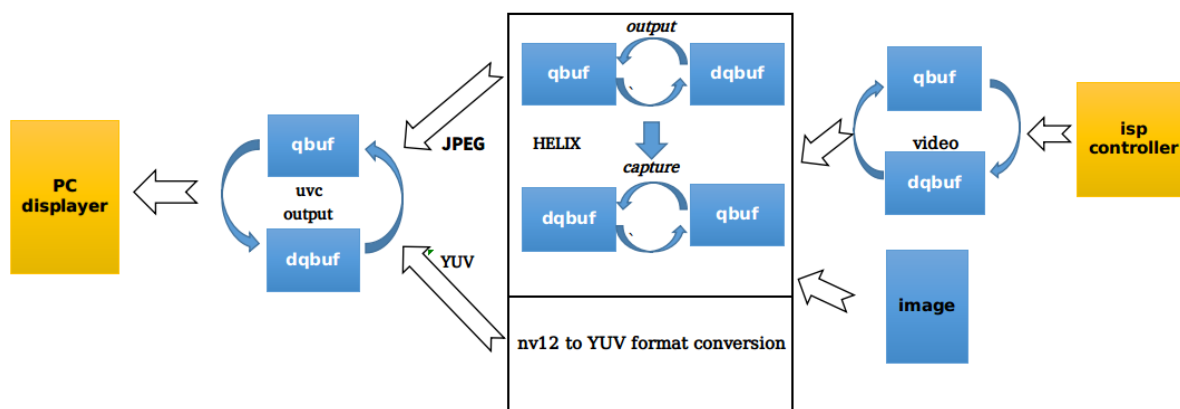 PC
displayer
qbuf
uvc
output
dqbuf
JPEG
YUV
output
qbuf
dqbuf
HELIX
capture
dqbuf
qbuf
nv12 to YUV format conversion
qbuf
video
dqbuf
image
isp
controller